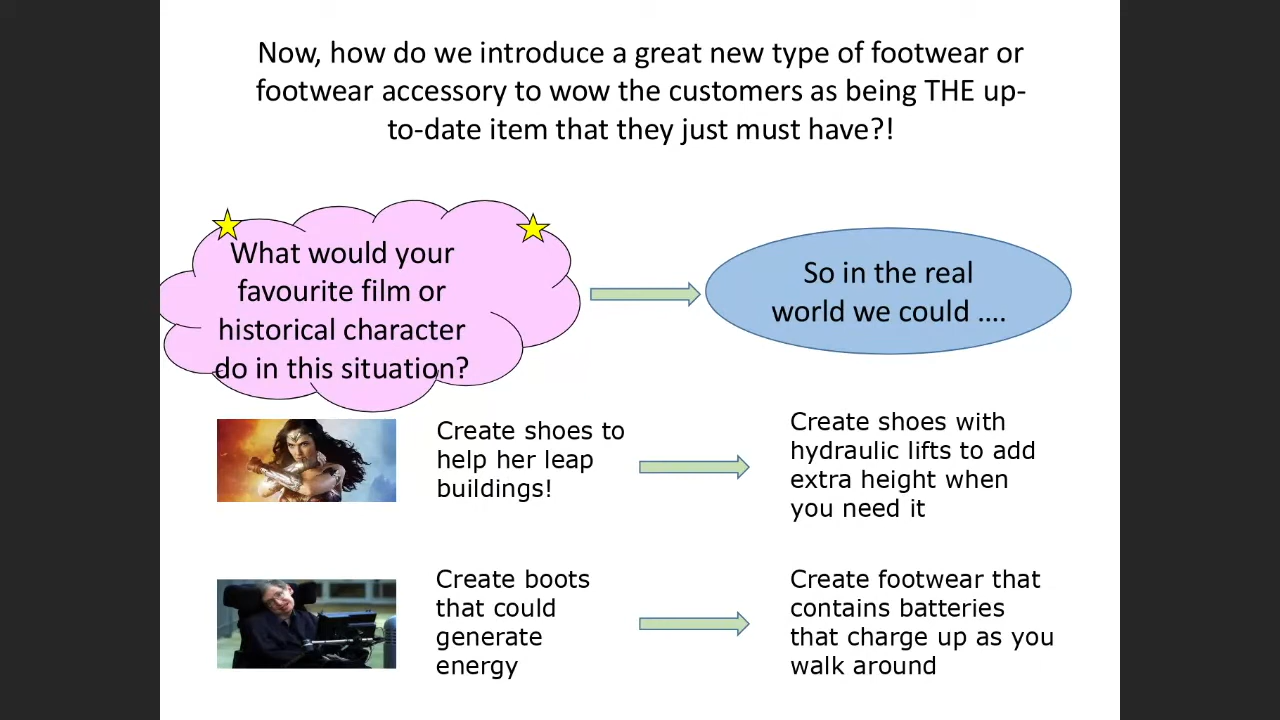 Now, how do we introduce a great new type of footwear or
footwear accessory to wow the customers as being THE up-
to-date item that they just must have?!
What would your
favourite film or
historical character
do in this situation?
So in the real
world we could ....
Create shoes to
help her leap
buildings!
Create shoes with
hydraulic lifts to add
extra height when
you need it
Create boots
that could
generate
energy
Create footwear that
contains batteries
that charge up as you
walk around